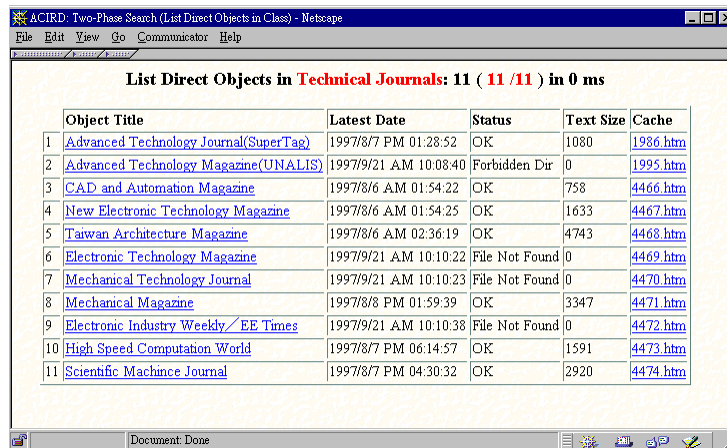 ACIRD: Two-Phase Search (List Direct Objects in Class) - Netscape
File Edit View Go Communicator Help
List Direct Objects in Technical Journals: 11 ( 11 /11 ) in 0 ms
Object Title Latest Date Status Text Size Cache
1 Advanced Technology Journal(SuperTag) 1997/8/7 PM 01:28:52 OK 1080 1986.htm
2 Advanced Technology Magazine(UNALIS) 1997/9/21 AM 10:08:40 Forbidden Dir 0 1995.htm
3 CAD and Automation Magazine 1997/8/6 AM 01:54:22 OK 758 4466.htm
4 New Electronic Technology Magazine 1997/8/6 AM 01:54:25 OK 1633 4467.htm
5 Taiwan Architecture Magazine 1997/8/6 AM 02:36:19 OK 4743 4468.htm
6 Electronic Technology Magazine 1997/9/21 AM 10:10:22 File Not Found 0 4469.htm
7 Mechanical Technology Journal 1997/9/21 AM 10:10:23 File Not Found 0 4470.htm
8 Mechanical Magazine 1997/8/8 PM 01:59:39 OK 3347 4471.htm
9 Electronic Industry Weekly／EE Times 1997/9/21 AM 10:10:38 File Not Found 0 4472.htm
10 High Speed Computation World 1997/8/7 PM 06:14:57 OK 1591 4473.htm
11 Scientific Machince Journal 1997/8/7 PM 04:30:32 OK 2920 4474.htm
Document: Done